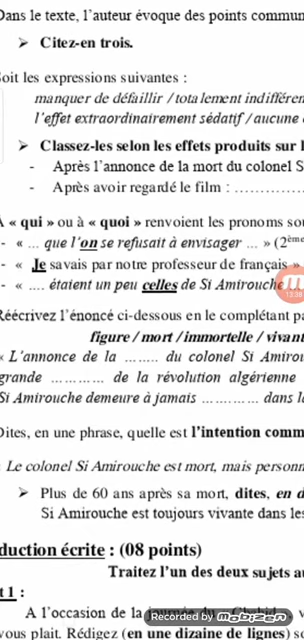 Dans le texte, l'auteur évoque des points commun
➤ Citez-en trois.
Soit les expressions suivantes :
manquer de défaillir / totalement indifféren
l'effet extraordinairement sédatif / aucune
➤ Classez-les selon les effets produits sur l
- Après l'annonce de la mort du colonel S
- Après avoir regardé le film : ...............
A « qui » ou à « quoi » renvoient les pronoms sou
- « ... que l'on se refusait à envisager ... » (2ème
- « Je savais par notre professeur de français »
- « .... étaient un peu celles de Si Amirouche
12:38
Réécrivez l'énoncé ci-dessous en le complétant pa
figure / mort / immortelle / vivant
« L'annonce de la ........ du colonel Si Amirou
grande ............ de la révolution algérienne
Si Amirouche demeure à jamais ............ dans la
Dites, en une phrase, quelle est l'intention comm
Le colonel Si Amirouche est mort, mais personn
➤ Plus de 60 ans après sa mort, dites, en d
Si Amirouche est toujours vivante dans les
duction écrite : (08 points)
Traitez l'un des deux sujets au
t 1 :
A l'occasion de la journée du
Recorded by mobizen
vous plait. Rédigez (en une dizaine de lignes)